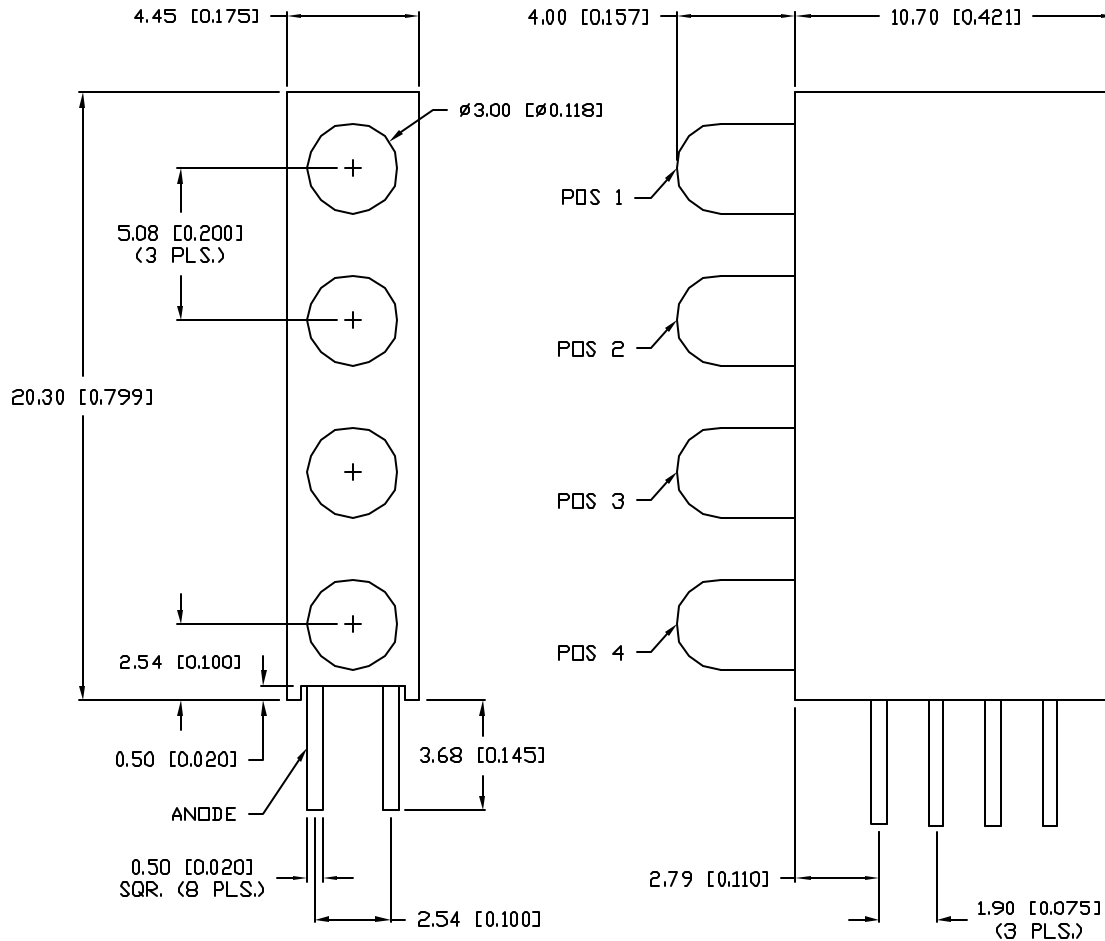 4.45 [0.175]
4.00 [0.157]
10.70 [0.421]
ø3.00 [ø0.118]
POS 1
5.08 [0.200]
(3 PLS.)
POS 2
20.30 [0.799]
POS 3
POS 4
2.54 [0.100]
0.50 [0.020]
3.68 [0.145]
ANODE
0.50 [0.020]
SQR. (8 PLS.)
2.79 [0.110]
2.54 [0.100]
1.90 [0.075]
(3 PLS.)